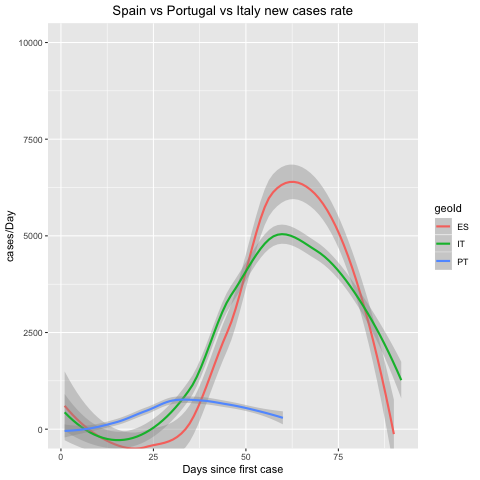 Spain vs Portugal vs Italy new cases rate
10000
7500
5000
2500
0
cases/Day
0 25 50 75
Days since first case
geoId
ES
IT
PT